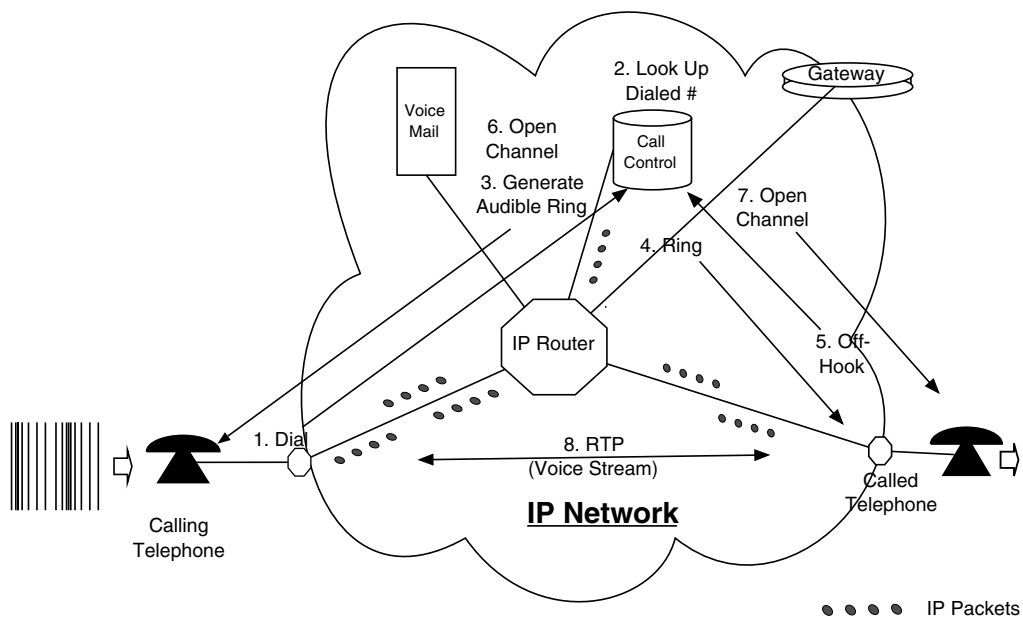 2. Look Up
Dialed #
Gateway
Voice
Mail
6. Open
Channel
Call
Control
3. Generate
Audible Ring
7. Open
Channel
4. Ring
IP Router
5. Off-
Hook
1. Dial
8. RTP
(Voice Stream)
Called
Telephone
IP Network
Calling
Telephone
IP Packets